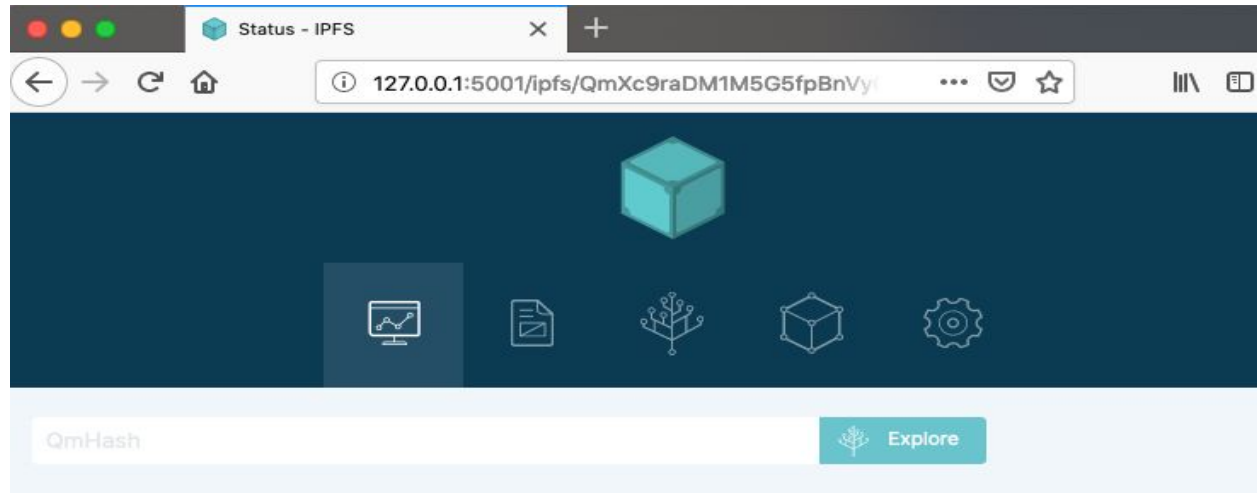 Status - IPFS
127.0.0.1:5001/ipfs/QmXc9raDM1M5G5fpBnVy
QmHash
Explore